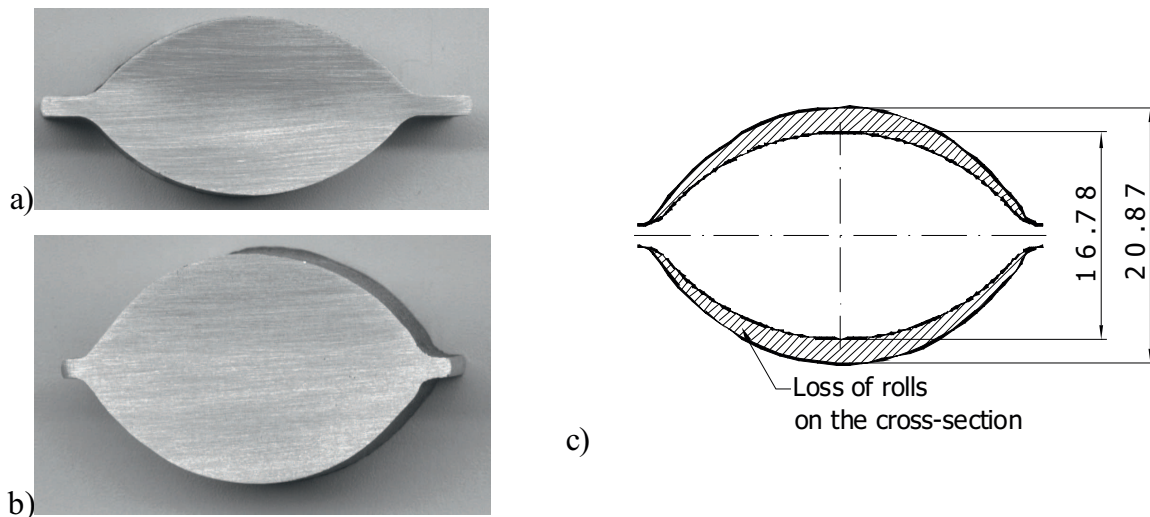 a)
b)
16.78
20.87
Loss of rolls
on the cross-section
c)